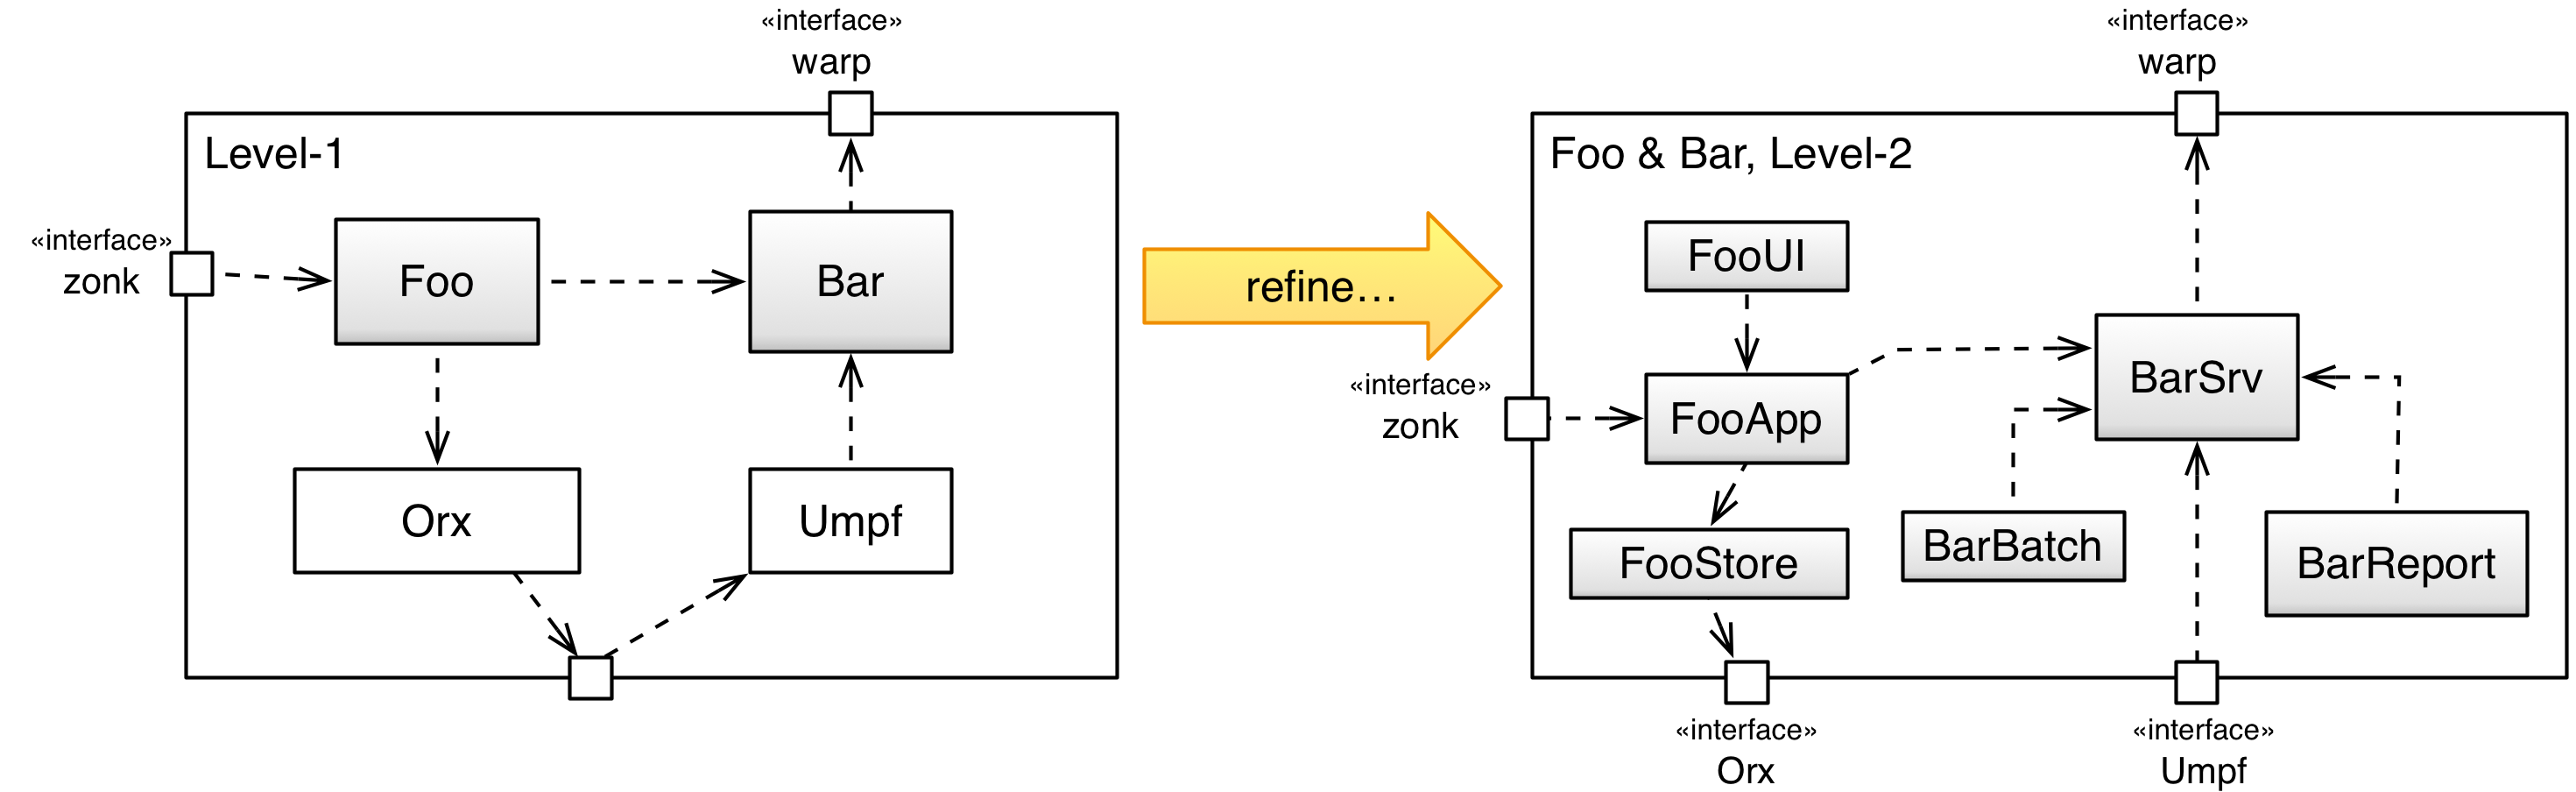 «interface»
warp
Level-1
«interface»
zonk
Foo
Bar
Orx
Umpf
refine...
«interface»
warp
Foo & Bar, Level-2
FooUI
«interface»
zonk
FooApp
BarSrv
FooStore
BarBatch
BarReport
«interface»
Orx
«interface»
Umpf